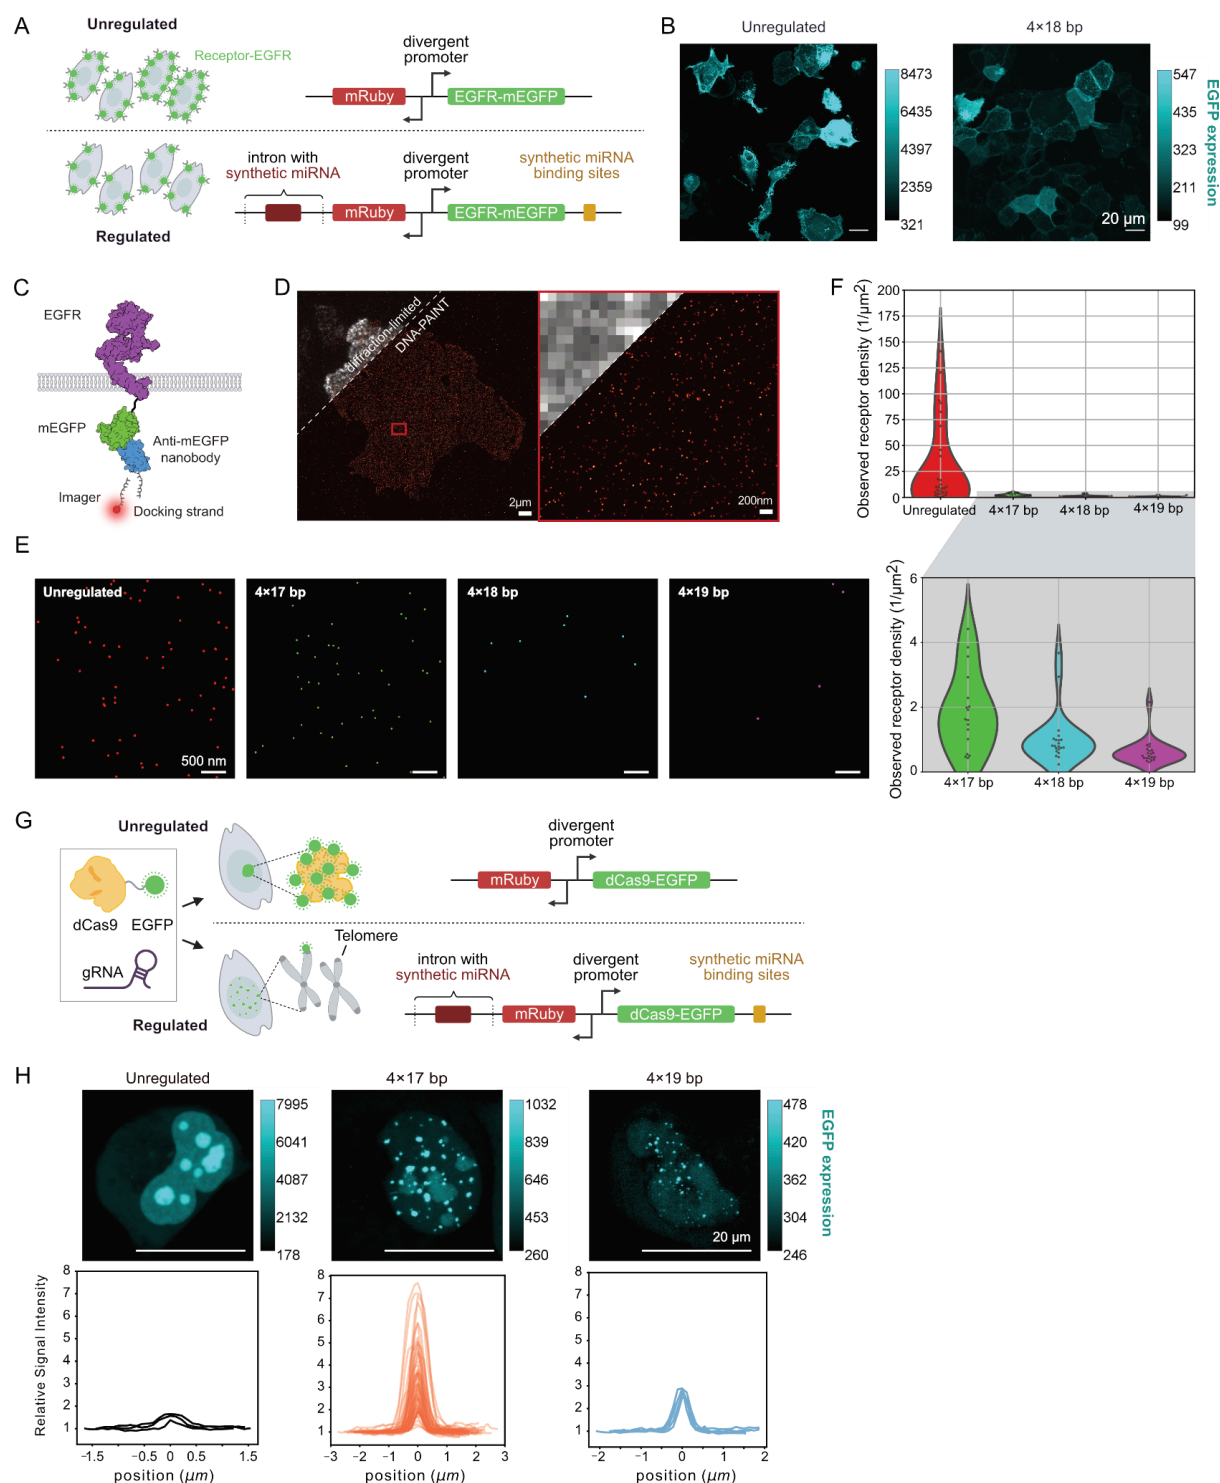 A
Unregulated
Receptor-EGFR
divergent
promoter
mRuby
EGFR-mEGFP
intron with
synthetic miRNA
divergent
promoter
synthetic miRNA
binding sites
mRuby
EGFR-mEGFP
Regulated
B
Unregulated
4×18 bp
8473
6435
4397
2359
321
547
435
323
211
99
20 µm
EGFP expression
C
EGFR
mEGFP
Anti-mEGFP
nanobody
Imager
Docking strand
D
diffraction-limited
DNA-PAINT
2µm
200nm
E
Unregulated
500 nm
4×17 bp
4×18 bp
4×19 bp
F
Observed receptor density (1/µm²)
200
175
150
125
100
75
50
25
0
Unregulated
4×17 bp
4×18 bp
4×19 bp
Observed receptor density (1/µm²)
6
4
2
0
4×17 bp
4×18 bp
4×19 bp
G
Unregulated
dCas9
EGFP
gRNA
divergent
promoter
mRuby
dCas9-EGFP
Telomere
intron with
synthetic miRNA
divergent
promoter
synthetic miRNA
binding sites
mRuby
dCas9-EGFP
Regulated
H
Unregulated
4×17 bp
4×19 bp
7995
6041
4087
2132
178
1032
839
646
453
260
20 µm
478
420
362
304
246
EGFP expression
Relative Signal Intensity
8
7
6
5
4
3
2
1
−1.5 −0.5 0 0.5 1.5
position (µm)
8
7
6
5
4
3
2
1
−3 −2 −1 0 1 2 3
position (µm)
8
7
6
5
4
3
2
1
−2 −1 0 1 2
position (µm)